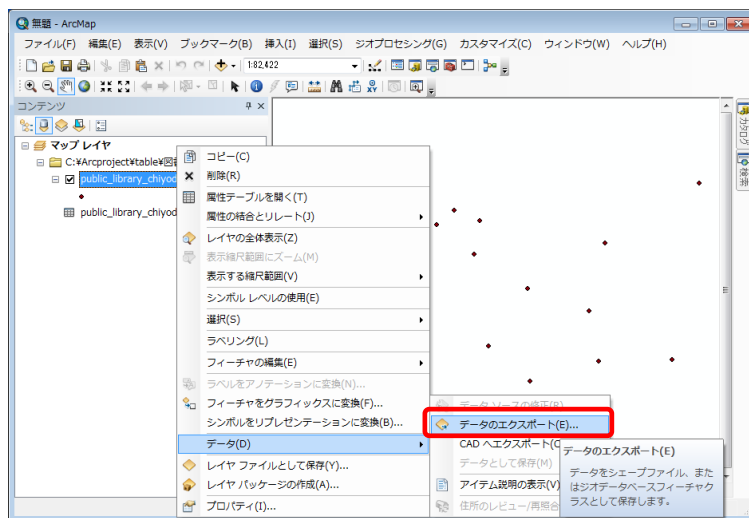 無題 - ArcMap
ファイル(F) 編集(E) 表示(V) ブックマーク(B) 挿入(I) 選択(S) ジオプロセシング(G) カスタマイズ(C) ウィンドウ(W) ヘルプ(H)
1:82,422
コンテンツ
マップ レイヤ
C:¥Arcproject¥table¥図
public_library_chiyod
public_library_chiyod
カタログ
検索
コピー(C)
削除(R)
属性テーブルを開く(T)
属性の結合とリレート(J)
レイヤの全体表示(Z)
表示縮尺範囲にズーム(M)
表示する縮尺範囲(V)
シンボル レベルの使用(E)
選択(S)
ラベリング(L)
フィーチャの編集(E)
ラベルをアノテーションに変換(N)...
フィーチャをグラフィックスに変換(F)...
シンボルをリプレゼンテーションに変換(B)...
データ(D)
レイヤ ファイルとして保存(Y)...
レイヤ パッケージの作成(A)...
プロパティ(I)...
データ ソースの修正(R)
データのエクスポート(E)...
CAD へエクスポート(C
データとして保存(M)
アイテム説明の表示(V)
住所のレビュー/再照合
データのエクスポート(E)
データをシェープファイル、また
はジオデータベースフィーチャク
ラスとして保存します。